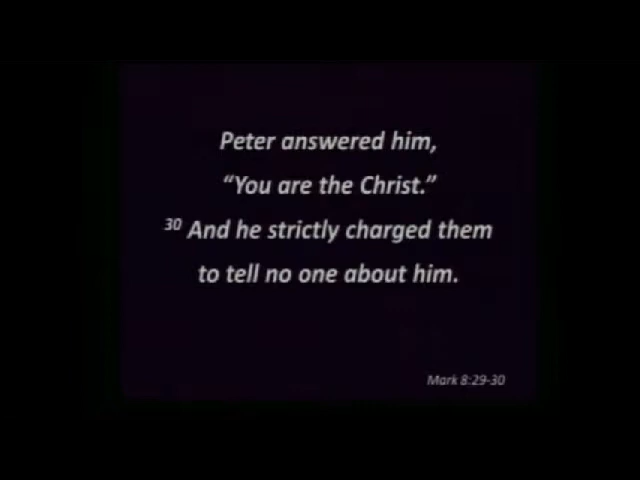 Peter answered him,
“You are the Christ.”
30 And he strictly charged them
to tell no one about him.
Mark 8:29-30